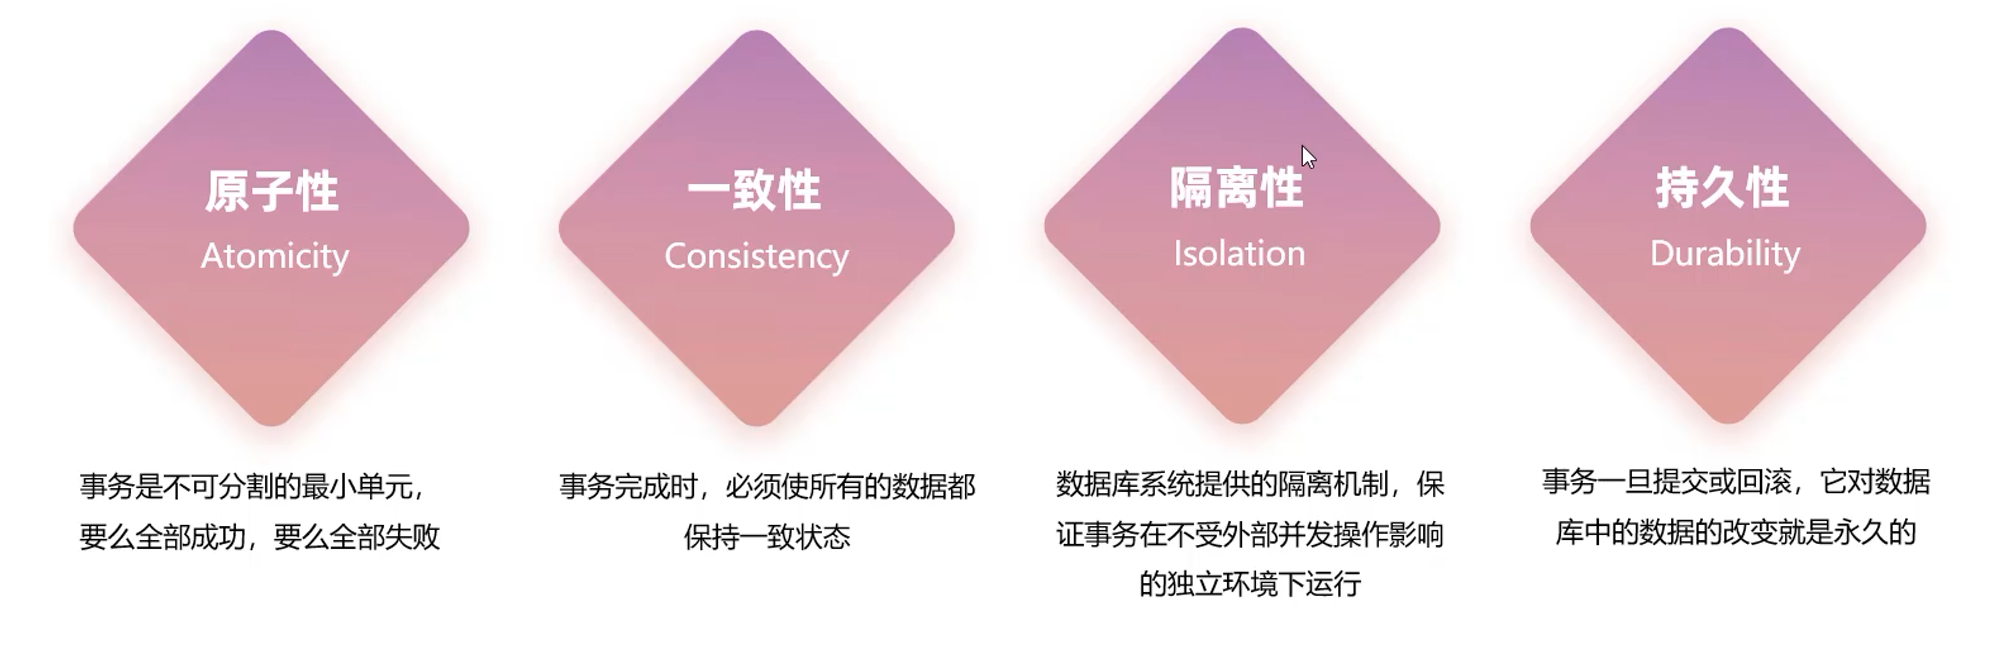 原子性
Atomicity
事务是不可分割的最小单元，
要么全部成功，要么全部失败
一致性
Consistency
事务完成时，必须使所有的数据都
保持一致状态
隔离性
Isolation
数据库系统提供的隔离机制，保
证事务在不受外部并发操作影响
的独立环境下运行
持久性
Durability
事务一旦提交或回滚，它对数据
库中的数据的改变就是永久的